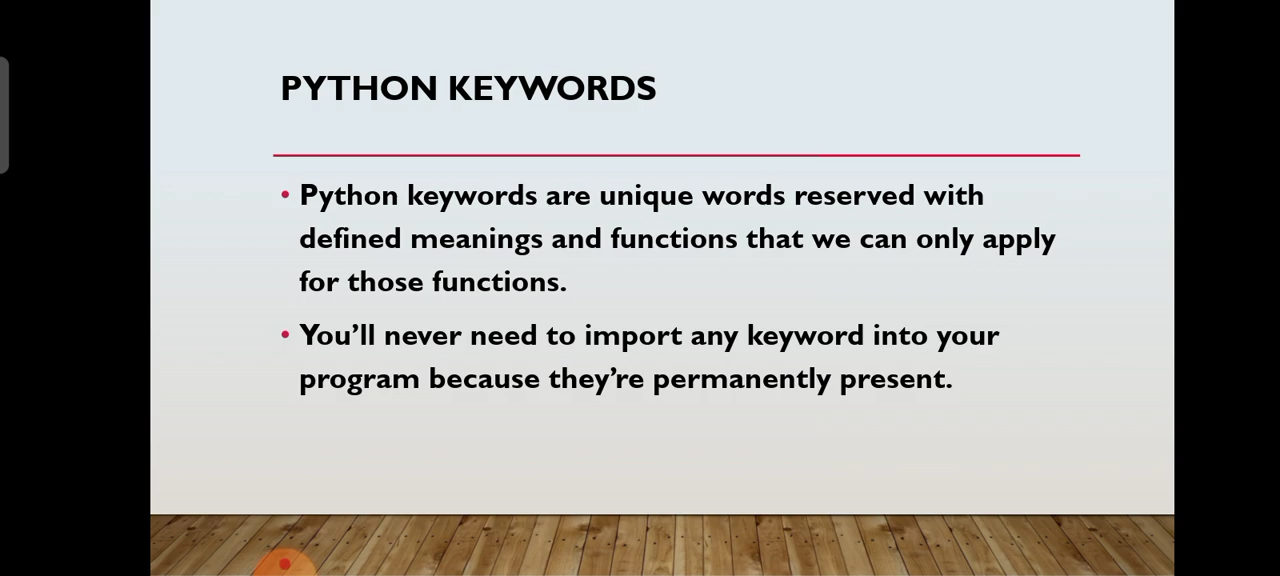 PYTHON KEYWORDS
• Python keywords are unique words reserved with
defined meanings and functions that we can only apply
for those functions.
• You’ll never need to import any keyword into your
program because they’re permanently present.